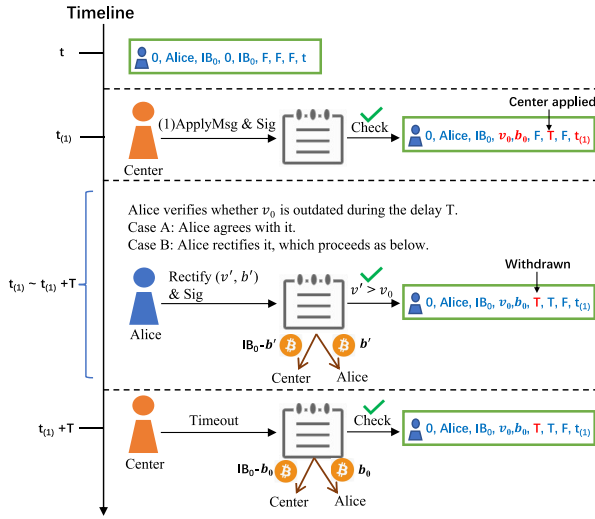 Timeline
t
0, Alice, IB₀, 0, IB₀, F, F, F, t
Center applied
t₍₁₎
(1)ApplyMsg & Sig
Check
0, Alice, IB₀, v₀,b₀, F, T, F, t₍₁₎
Center
Alice verifies whether v₀ is outdated during the delay T.
Case A: Alice agrees with it.
Case B: Alice rectifies it, which proceeds as below.
t₍₁₎ ~ t₍₁₎ +T
Withdrawn
Rectify (v′, b′)
& Sig
v′ > v₀
0, Alice, IB₀, v₀,b₀, T, T, F, t₍₁₎
Alice
IB₀-b′
b′
Center
Alice
t₍₁₎ +T
Timeout
Check
0, Alice, IB₀, v₀,b₀, T, T, F, t₍₁₎
Center
IB₀-b₀
b₀
Center
Alice